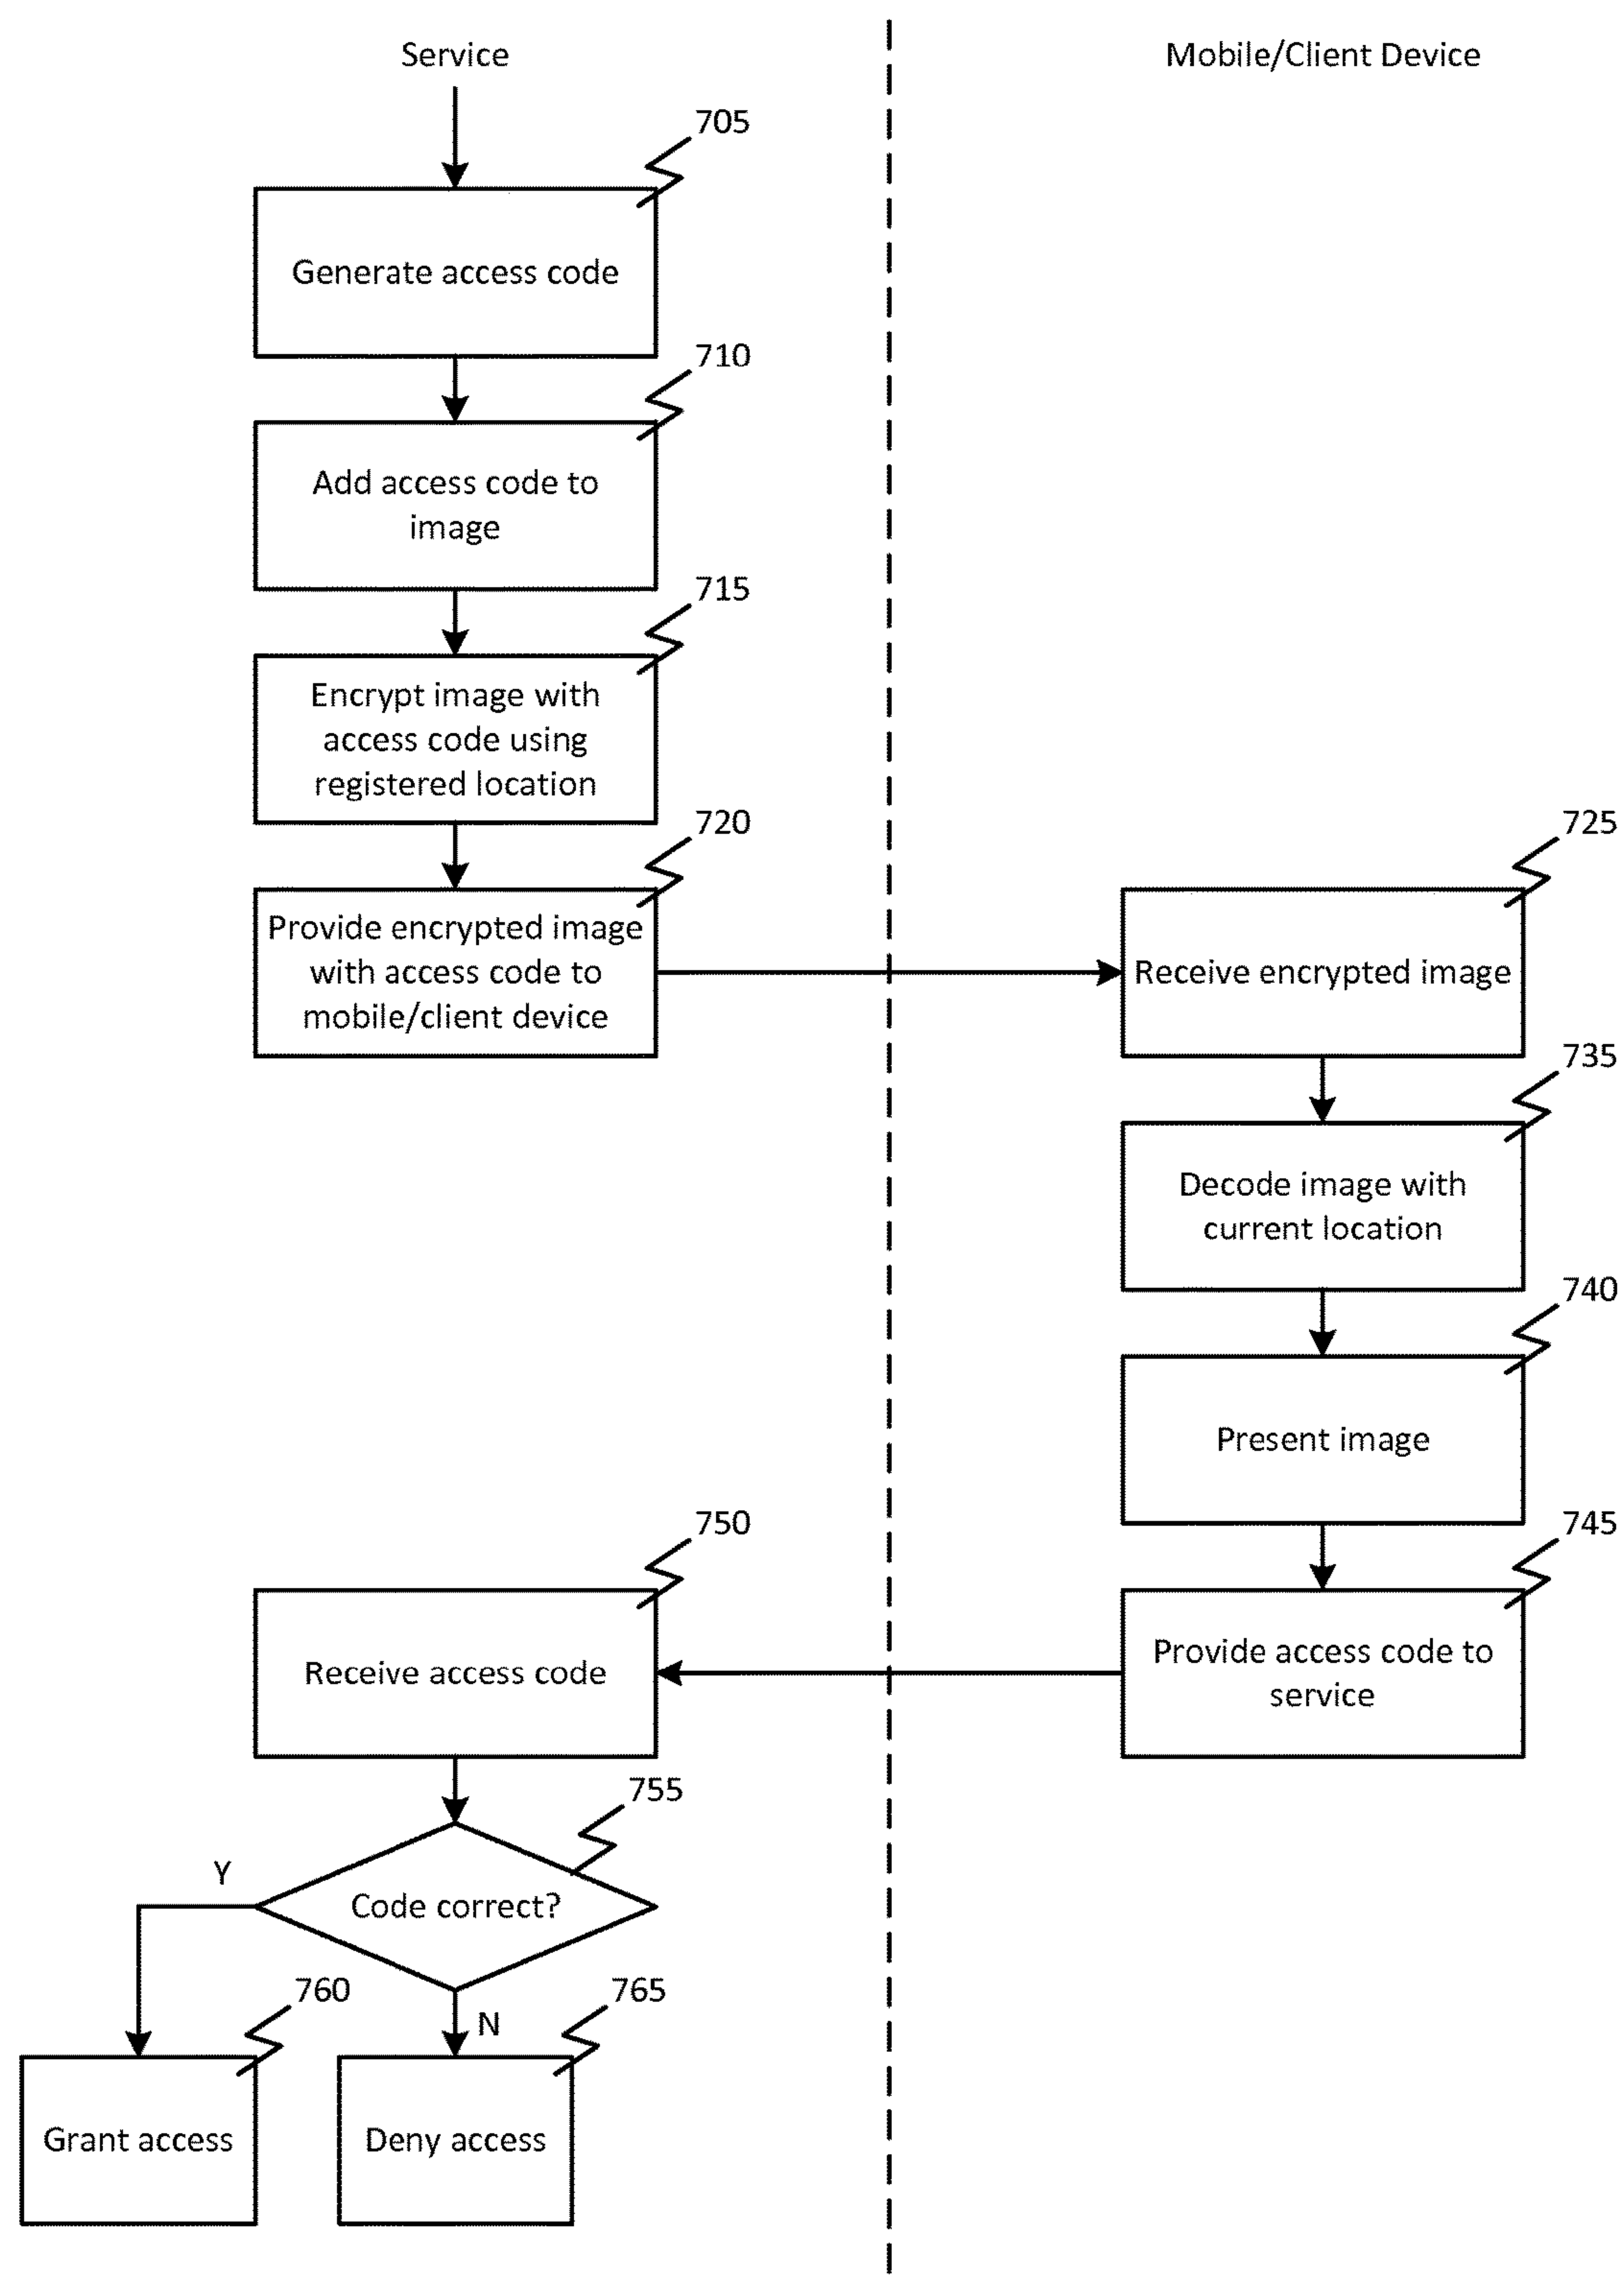 Service
Mobile/Client Device
705
Generate access code
710
Add access code to
image
715
Encrypt image with
access code using
registered location
720
Provide encrypted image
with access code to
mobile/client device
725
Receive encrypted image
735
Decode image with
current location
740
Present image
745
Provide access code to
service
750
Receive access code
755
Code correct?
Y
N
760
Grant access
765
Deny access